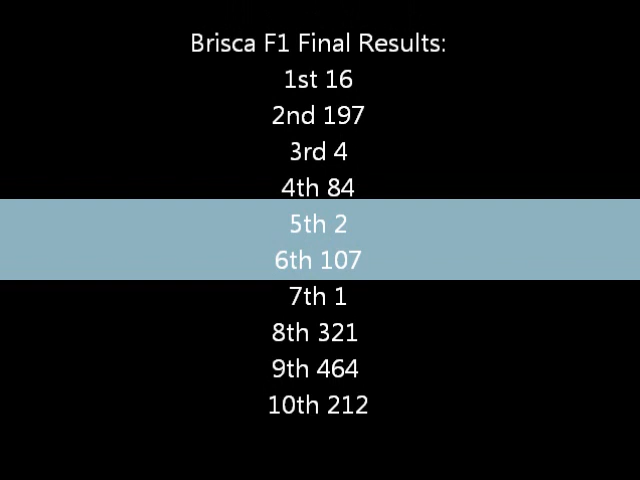 Brisca F1 Final Results:
1st 16
2nd 197
3rd 4
4th 84
5th 2
6th 107
7th 1
8th 321
9th 464
10th 212